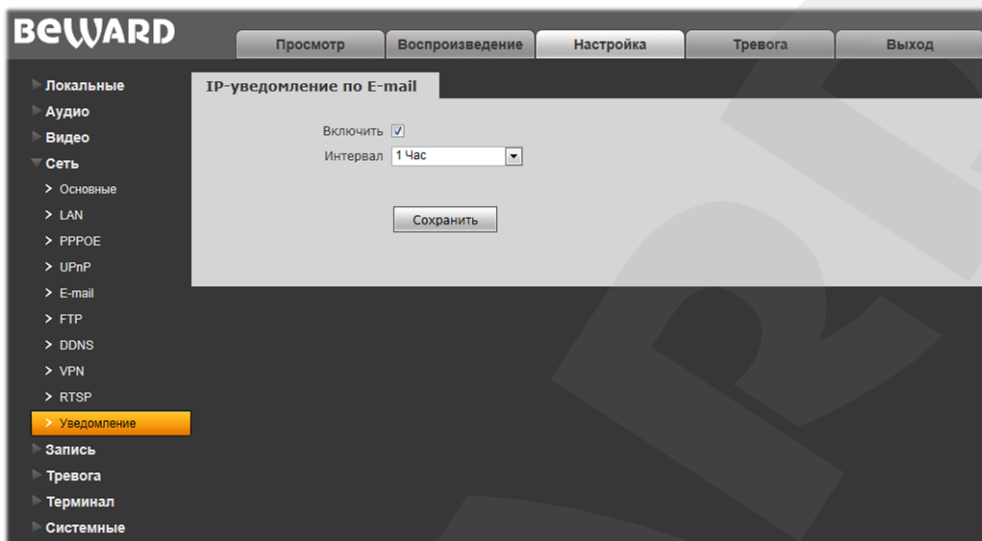 BEWARD
Просмотр Воспроизведение Настройка Тревога Выход
Локальные
Аудио
Видео
Сеть
> Основные
> LAN
> PPPOE
> UPnP
> E-mail
> FTP
> DDNS
> VPN
> RTSP
> Уведомление
Запись
Тревога
Терминал
Системные
IP-уведомление по E-mail
Включить
Интервал 1 Час
Сохранить